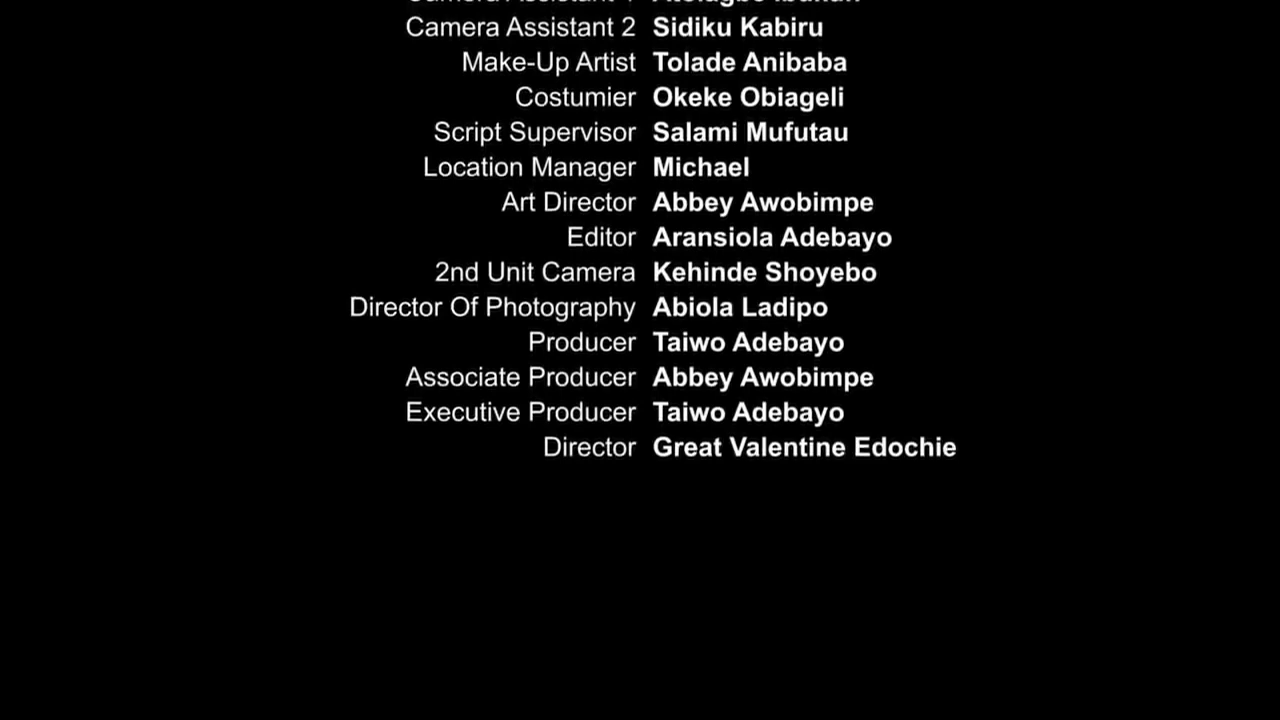 Camera Assistant 2 Sidiku Kabiru
Make-Up Artist Tolade Anibaba
Costumier Okeke Obiageli
Script Supervisor Salami Mufutau
Location Manager Michael
Art Director Abbey Awobimpe
Editor Aransiola Adebayo
2nd Unit Camera Kehinde Shoyebo
Director Of Photography Abiola Ladipo
Producer Taiwo Adebayo
Associate Producer Abbey Awobimpe
Executive Producer Taiwo Adebayo
Director Great Valentine Edochie